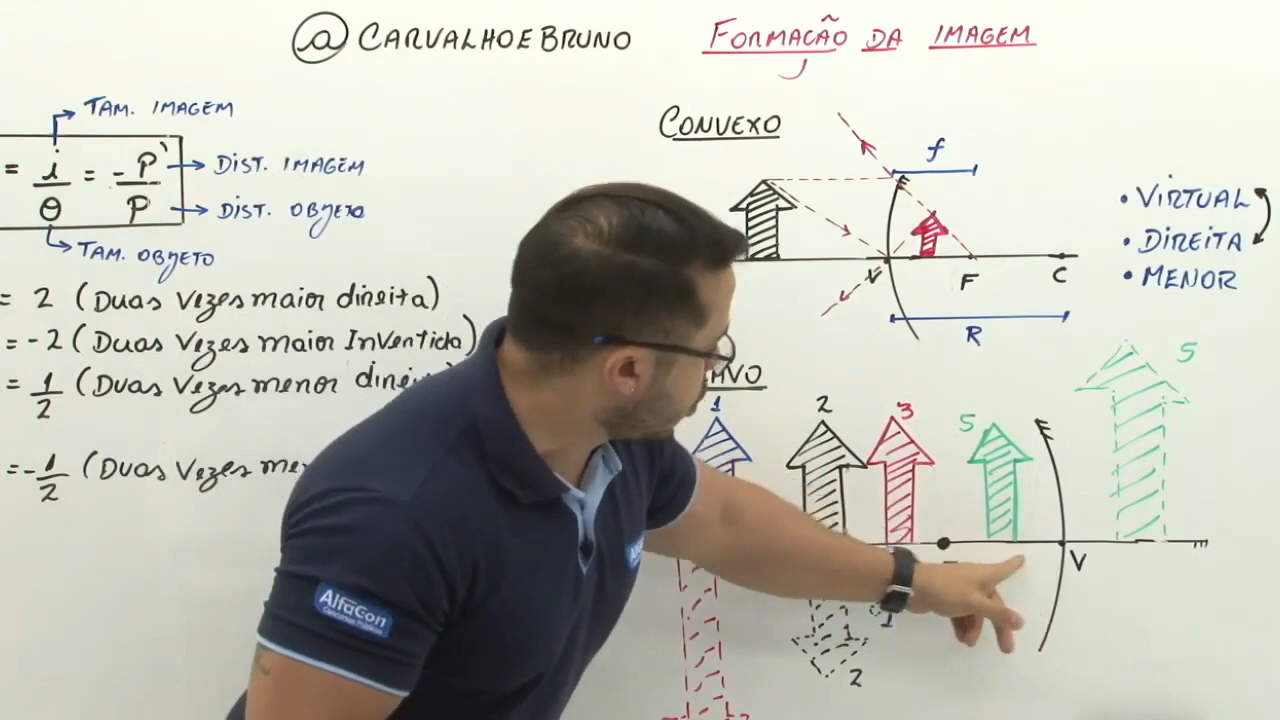 @CARVALHOEBRUNO
FORMAÇÃO DA IMAGEM
TAM. IMAGEM
= i/Θ = -P'/P
DIST. IMAGEM
DIST. OBJETO
TAM. OBJETO
= 2 (Duas Vezes maior direita)
= -2 (Duas Vezes maior Invertida)
= 1/2 (Duas Vezes menor
= -1/2 (Duas Vezes
CONVEXO
f
E
V
F
C
R
• VIRTUAL
• DIREITA
• MENOR
1
2
3
5
5
V
1
1
2
AlfaCon